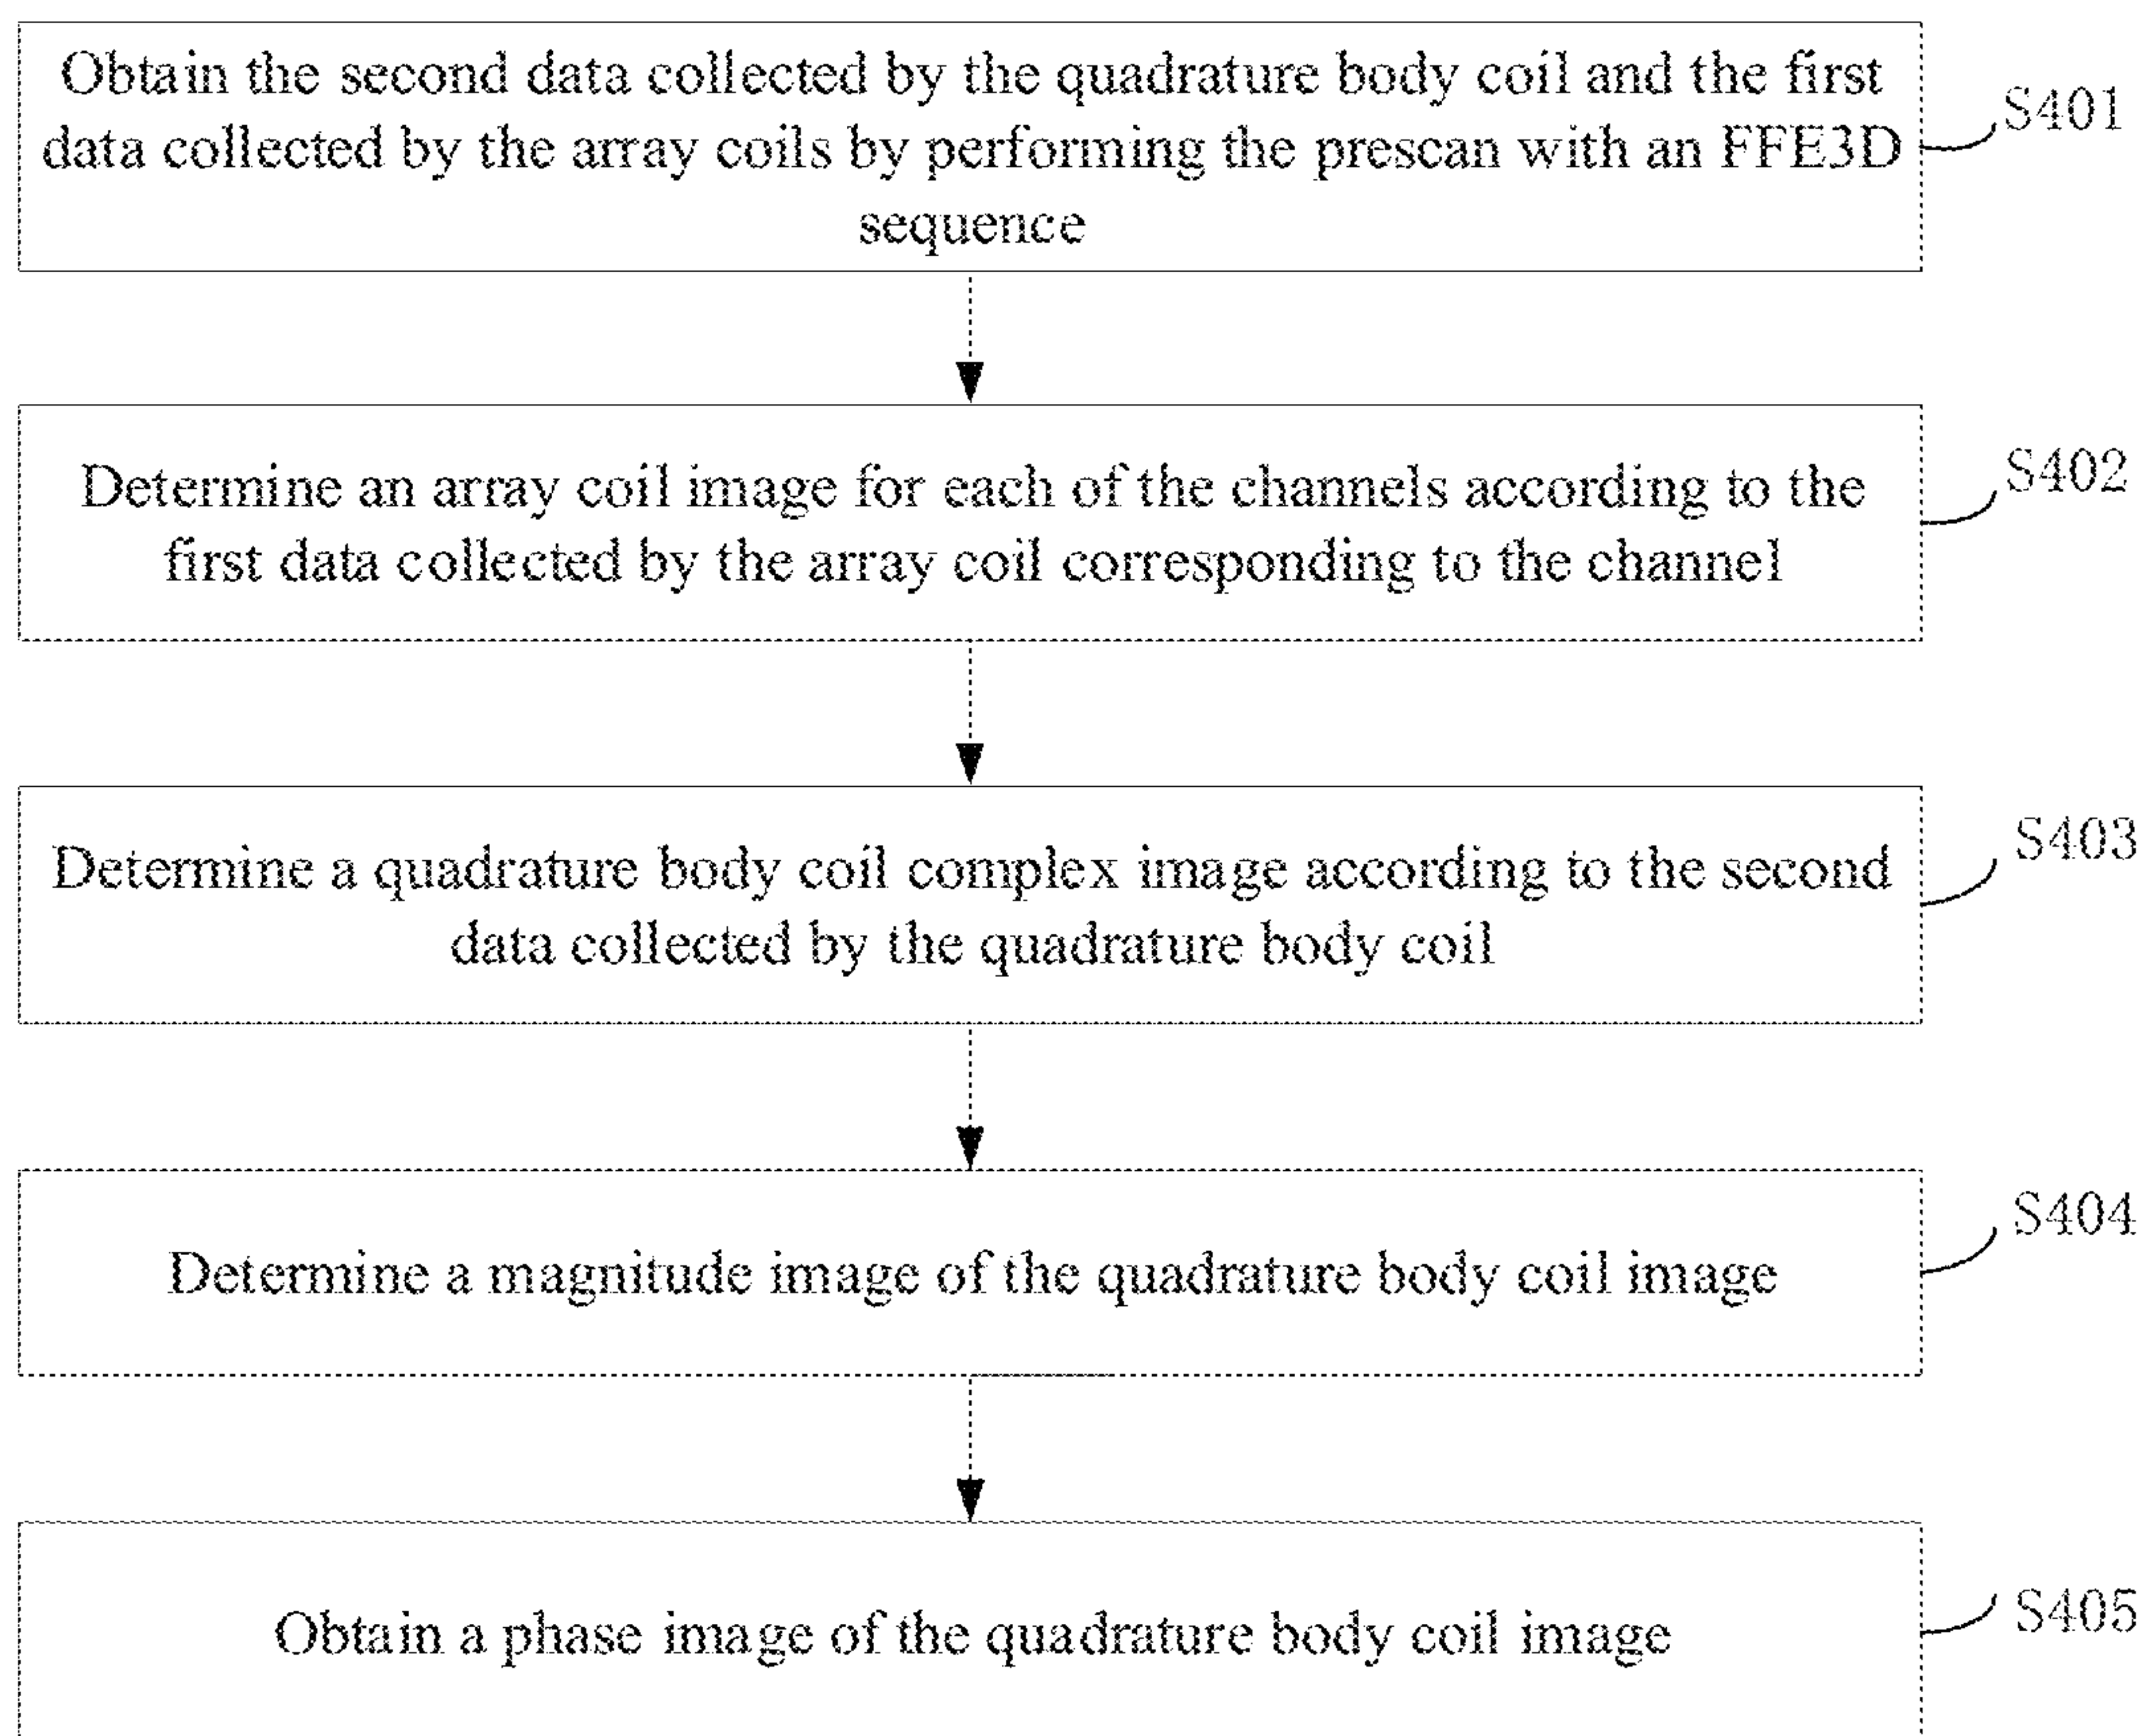 Obtain the second data collected by the quadrature body coil and the first
data collected by the array coils by performing the prescan with an FFE3D
sequence
S401
Determine an array coil image for each of the channels according to the
first data collected by the array coil corresponding to the channel
S402
Determine a quadrature body coil complex image according to the second
data collected by the quadrature body coil
S403
Determine a magnitude image of the quadrature body coil image
S404
Obtain a phase image of the quadrature body coil image
S405